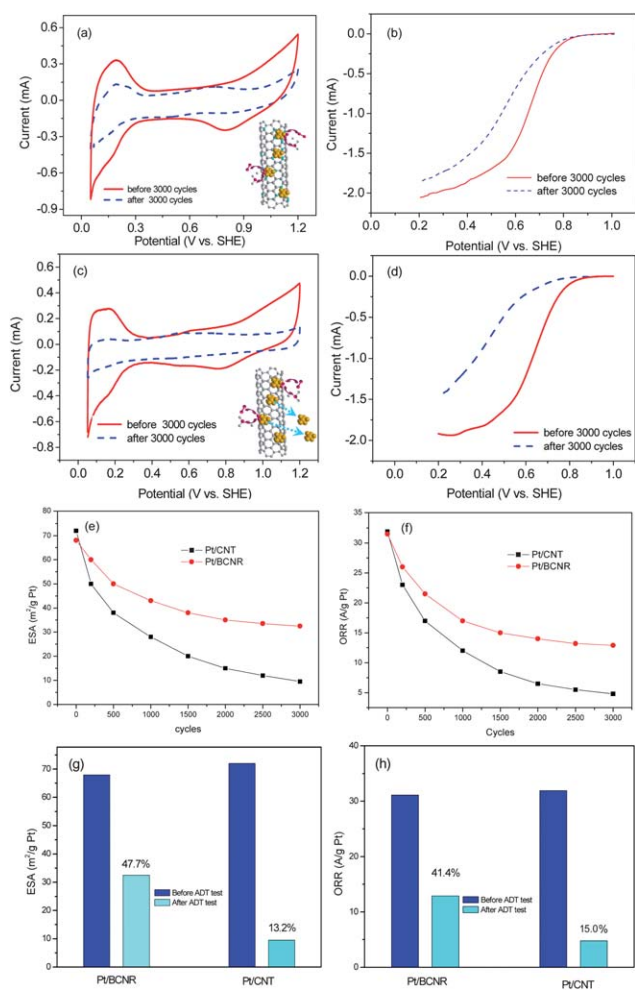 (a)
0.6
0.3
0.0
-0.3
-0.6
-0.9
Current (mA)
before 3000 cycles
after 3000 cycles
0.0 0.3 0.6 0.9 1.2
Potential (V vs. SHE)
(b)
0.0
-0.5
-1.0
-1.5
-2.0
Current (mA)
before 3000 cycles
after 3000 cycles
0.0 0.2 0.4 0.6 0.8 1.0
Potential (V vs. SHE)
(c)
0.6
0.4
0.2
0.0
-0.2
-0.4
-0.6
-0.8
Current (mA)
before 3000 cycles
after 3000 cycles
0.0 0.2 0.4 0.6 0.8 1.0 1.2
Potential (V vs. SHE)
(d)
0.0
-0.5
-1.0
-1.5
-2.0
Current (mA)
before 3000 cycles
after 3000 cycles
0.0 0.2 0.4 0.6 0.8 1.0
Potential (V vs. SHE)
(e)
80
70
60
50
40
30
20
10
0
ESA (m²/g Pt)
Pt/CNT
Pt/BCNR
0 500 1000 1500 2000 2500 3000
cycles
(f)
35
30
25
20
15
10
5
ORR (A/g Pt)
Pt/CNT
Pt/BCNR
0 500 1000 1500 2000 2500 3000
Cycles
(g)
70
60
50
40
30
20
10
0
ESA (m²/g Pt)
47.7%
Before ADT test
After ADT test
13.2%
Pt/BCNR Pt/CNT
(h)
40
30
20
10
0
ORR (A/g Pt)
41.4%
Before ADT test
After ADT test
15.0%
Pt/BCNR Pt/CNT